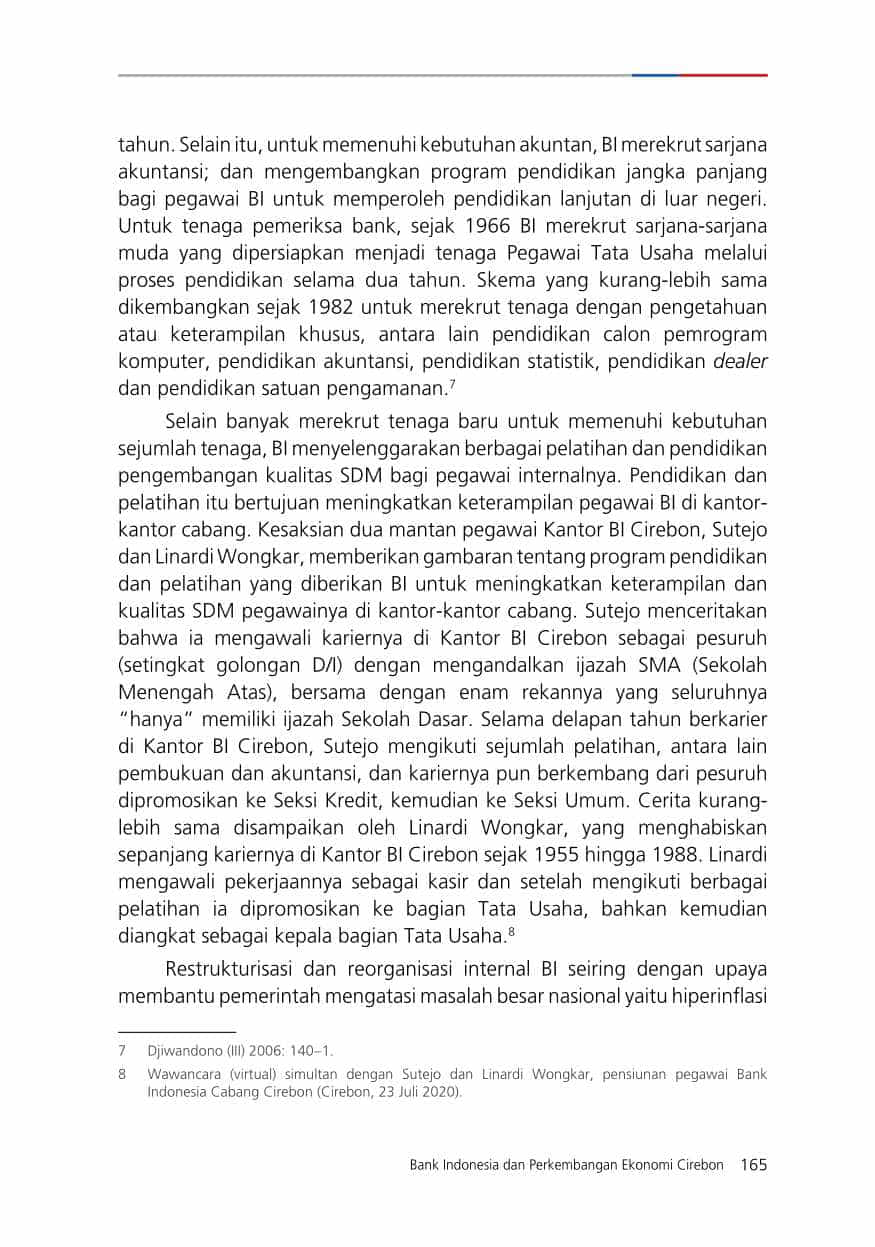 tahun. Selain itu, untuk memenuhi kebutuhan akuntan, BI merekrut sarjana
akuntansi; dan mengembangkan program pendidikan jangka panjang
bagi pegawai BI untuk memperoleh pendidikan lanjutan di luar negeri.
Untuk tenaga pemeriksa bank, sejak 1966 BI merekrut sarjana-sarjana
muda yang dipersiapkan menjadi tenaga Pegawai Tata Usaha melalui
proses pendidikan selama dua tahun. Skema yang kurang-lebih sama
dikembangkan sejak 1982 untuk merekrut tenaga dengan pengetahuan
atau keterampilan khusus, antara lain pendidikan calon pemrogram
komputer, pendidikan akuntansi, pendidikan statistik, pendidikan dealer
dan pendidikan satuan pengamanan.⁷
Selain banyak merekrut tenaga baru untuk memenuhi kebutuhan
sejumlah tenaga, BI menyelenggarakan berbagai pelatihan dan pendidikan
pengembangan kualitas SDM bagi pegawai internalnya. Pendidikan dan
pelatihan itu bertujuan meningkatkan keterampilan pegawai BI di kantor-
kantor cabang. Kesaksian dua mantan pegawai Kantor BI Cirebon, Sutejo
dan Linardi Wongkar, memberikan gambaran tentang program pendidikan
dan pelatihan yang diberikan BI untuk meningkatkan keterampilan dan
kualitas SDM pegawainya di kantor-kantor cabang. Sutejo menceritakan
bahwa ia mengawali kariernya di Kantor BI Cirebon sebagai pesuruh
(setingkat golongan D/I) dengan mengandalkan ijazah SMA (Sekolah
Menengah Atas), bersama dengan enam rekannya yang seluruhnya
“hanya“ memiliki ijazah Sekolah Dasar. Selama delapan tahun berkarier
di Kantor BI Cirebon, Sutejo mengikuti sejumlah pelatihan, antara lain
pembukuan dan akuntansi, dan kariernya pun berkembang dari pesuruh
dipromosikan ke Seksi Kredit, kemudian ke Seksi Umum. Cerita kurang-
lebih sama disampaikan oleh Linardi Wongkar, yang menghabiskan
sepanjang kariernya di Kantor BI Cirebon sejak 1955 hingga 1988. Linardi
mengawali pekerjaannya sebagai kasir dan setelah mengikuti berbagai
pelatihan ia dipromosikan ke bagian Tata Usaha, bahkan kemudian
diangkat sebagai kepala bagian Tata Usaha.⁸
Restrukturisasi dan reorganisasi internal BI seiring dengan upaya
membantu pemerintah mengatasi masalah besar nasional yaitu hiperinflasi
7 Djiwandono (III) 2006: 140–1.
8 Wawancara (virtual) simultan dengan Sutejo dan Linardi Wongkar, pensiunan pegawai Bank
Indonesia Cabang Cirebon (Cirebon, 23 Juli 2020).
Bank Indonesia dan Perkembangan Ekonomi Cirebon 165